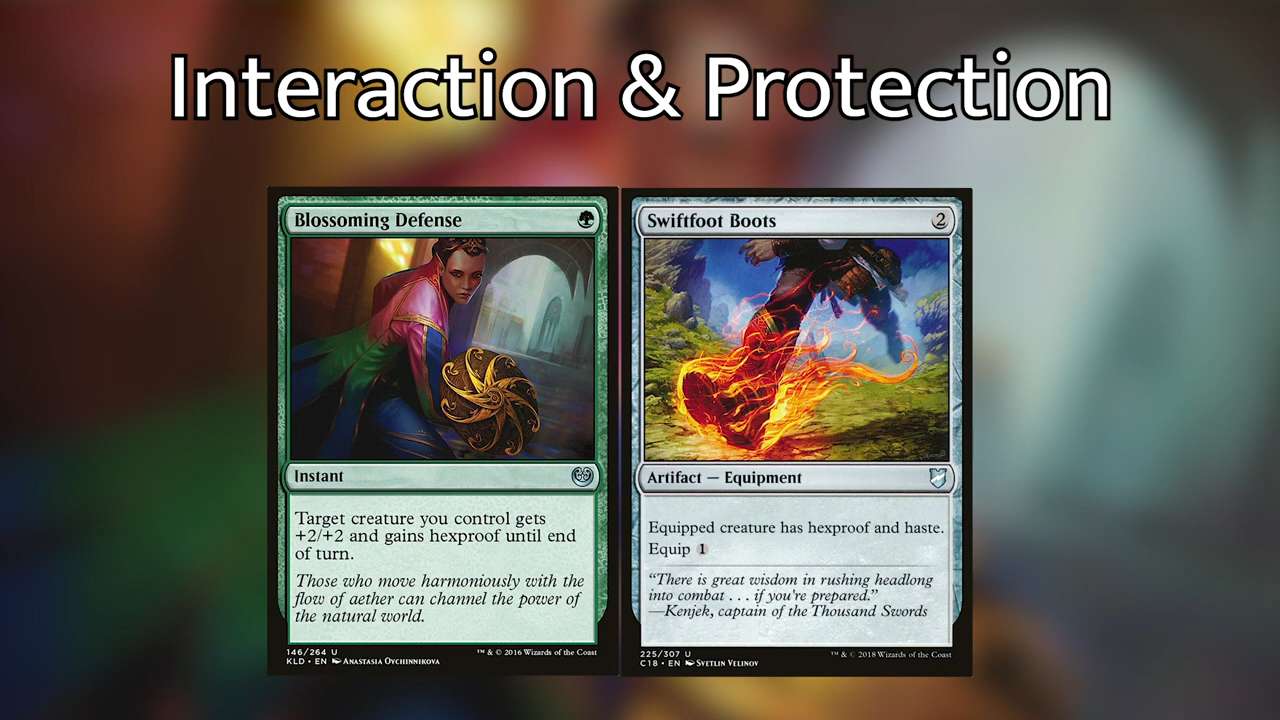 Interaction & Protection
Blossoming Defense
Instant
Target creature you control gets
+2/+2 and gains hexproof until end
of turn.
Those who move harmoniously with the
flow of aether can channel the power of
the natural world.
146/264 U
KLD • EN Anastasia Ovchinnikova
™ & © 2016 Wizards of the Coast
Swiftfoot Boots
2
Artifact — Equipment
Equipped creature has hexproof and haste.
Equip 1
“There is great wisdom in rushing headlong
into combat . . . if you're prepared.”
—Kenjek, captain of the Thousand Swords
225/307 U
C18 • EN Svetlin Velinov
™ & © 2018 Wizards of the Coast